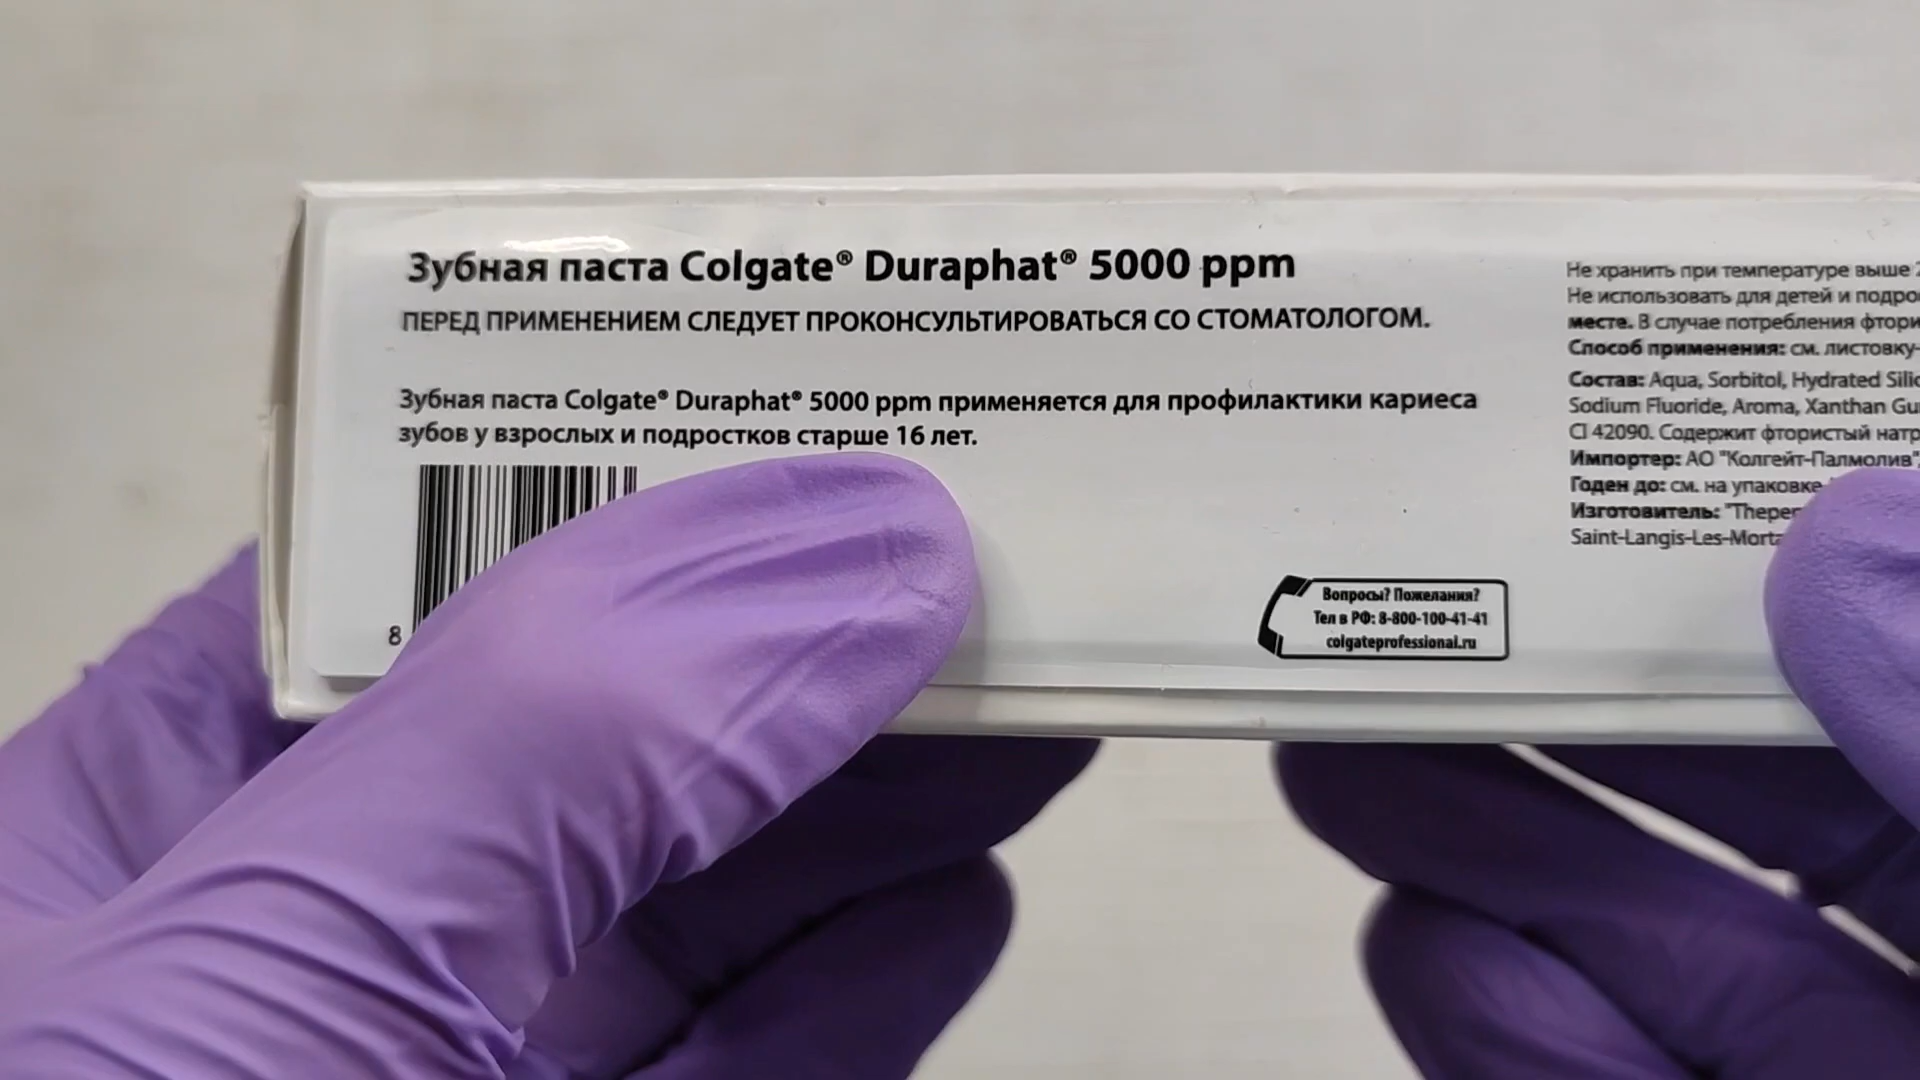 Зубная паста Colgate® Duraphat® 5000 ppm
ПЕРЕД ПРИМЕНЕНИЕМ СЛЕДУЕТ ПРОКОНСУЛЬТИРОВАТЬСЯ СО СТОМАТОЛОГОМ.
Зубная паста Colgate® Duraphat® 5000 ppm применяется для профилактики кариеса
зубов у взрослых и подростков старше 16 лет.
8
Вопросы? Пожелания?
Тел в РФ: 8-800-100-41-41
colgateprofessional.ru
Не хранить при температуре выше
Не использовать для детей и
месте. В случае потребления
Способ применения: см. листовку-
Состав: Aqua, Sorbitol, Hydrated
Sodium Fluoride, Aroma, Xanthan
CI 42090. Содержит фтористый
Импортер: АО "Колгейт-Палмолив",
Годен до: см. на упаковке
Изготовитель:
Saint-Langis-Les-